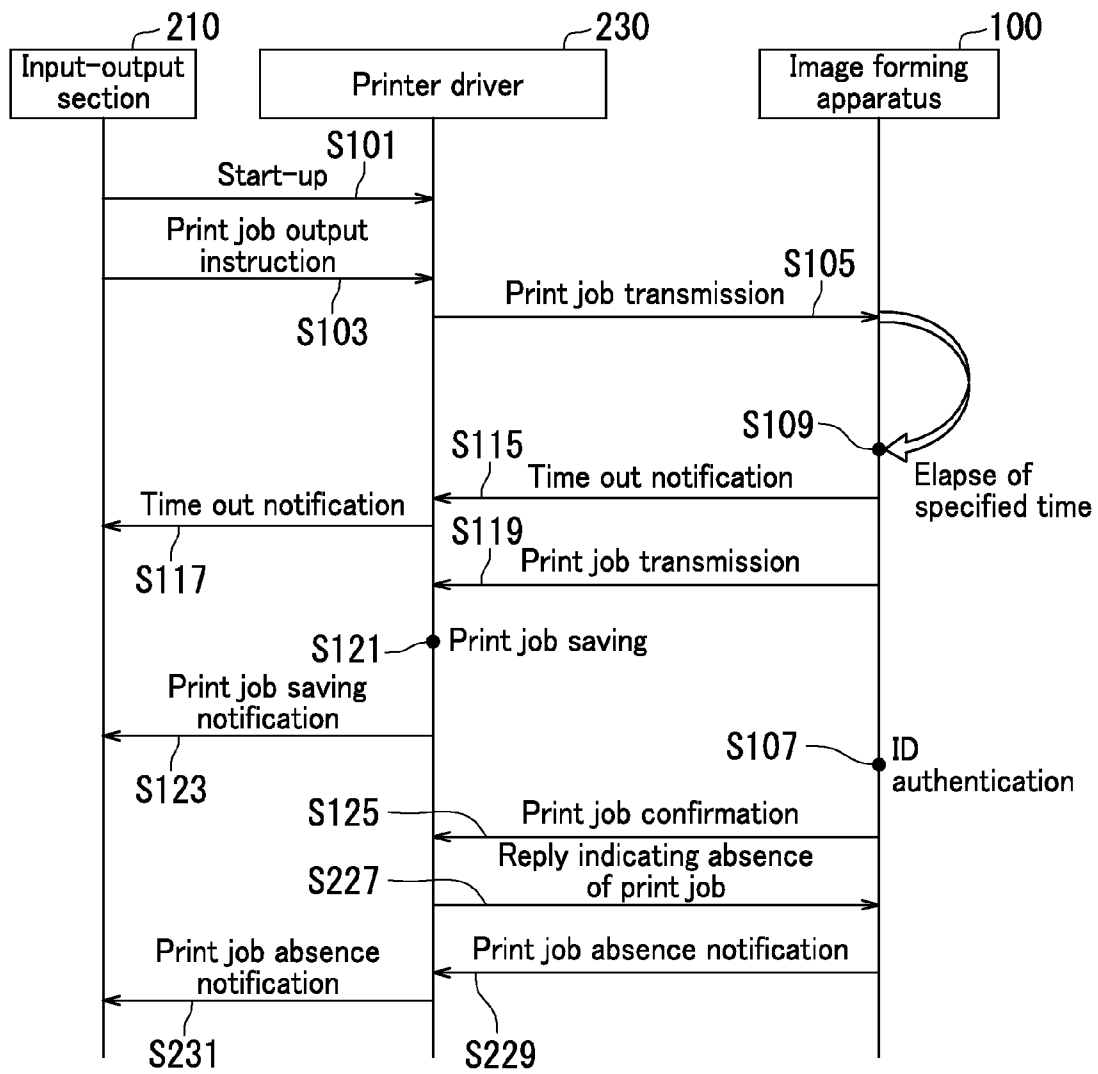 210
230
100
Input-output
section
Printer driver
Image forming
apparatus
S101
Start-up
Print job output
instruction
S103
S105
Print job transmission
S109
Elapse of
specified time
S115
Time out notification
Time out notification
S117
S119
Print job transmission
S121
Print job saving
Print job saving
notification
S123
S107
ID
authentication
S125
Print job confirmation
Reply indicating absence
of print job
S227
Print job absence notification
S229
Print job absence
notification
S231